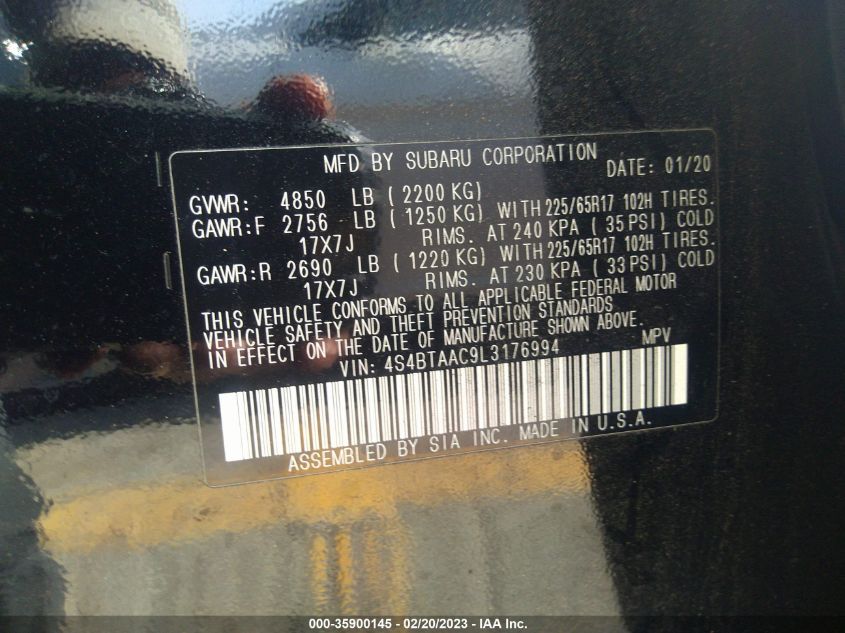 MFD BY SUBARU CORPORATION DATE: 01/20
GVWR: 4850 LB ( 2200 KG)
GAWR:F 2756 LB ( 1250 KG) WITH 225/65R17 102H TIRES.
17X7J RIMS. AT 240 KPA ( 35 PSI) COLD
GAWR:R 2690 LB ( 1220 KG) WITH 225/65R17 102H TIRES.
17X7J RIMS. AT 230 KPA ( 33 PSI) COLD
THIS VEHICLE CONFORMS TO ALL APPLICABLE FEDERAL MOTOR
VEHICLE SAFETY AND THEFT PREVENTION STANDARDS
IN EFFECT ON THE DATE OF MANUFACTURE SHOWN ABOVE.
VIN: 4S4BTAAC9L3176994 MPV
ASSEMBLED BY SIA INC. MADE IN U.S.A.
000-35900145 - 02/20/2023 - IAA Inc.